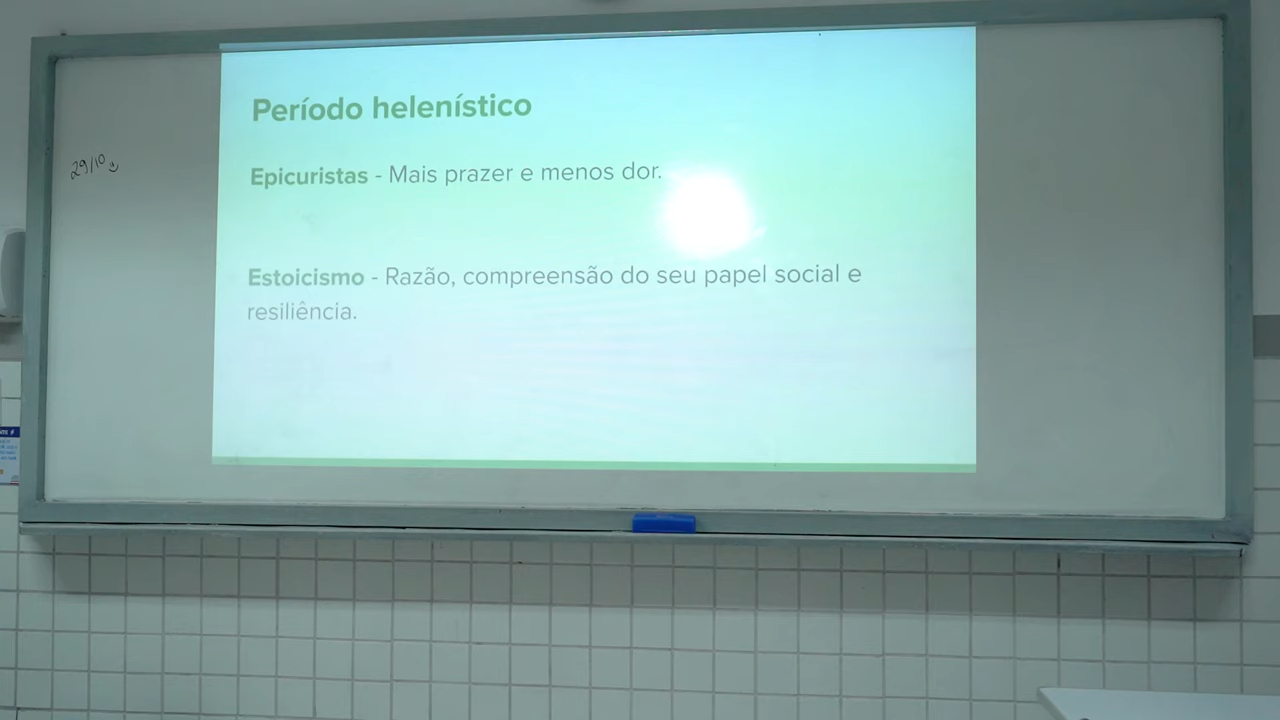 Período helenístico
29/10
Epicuristas - Mais prazer e menos dor.
Estoicismo - Razão, compreensão do seu papel social e
resiliência.